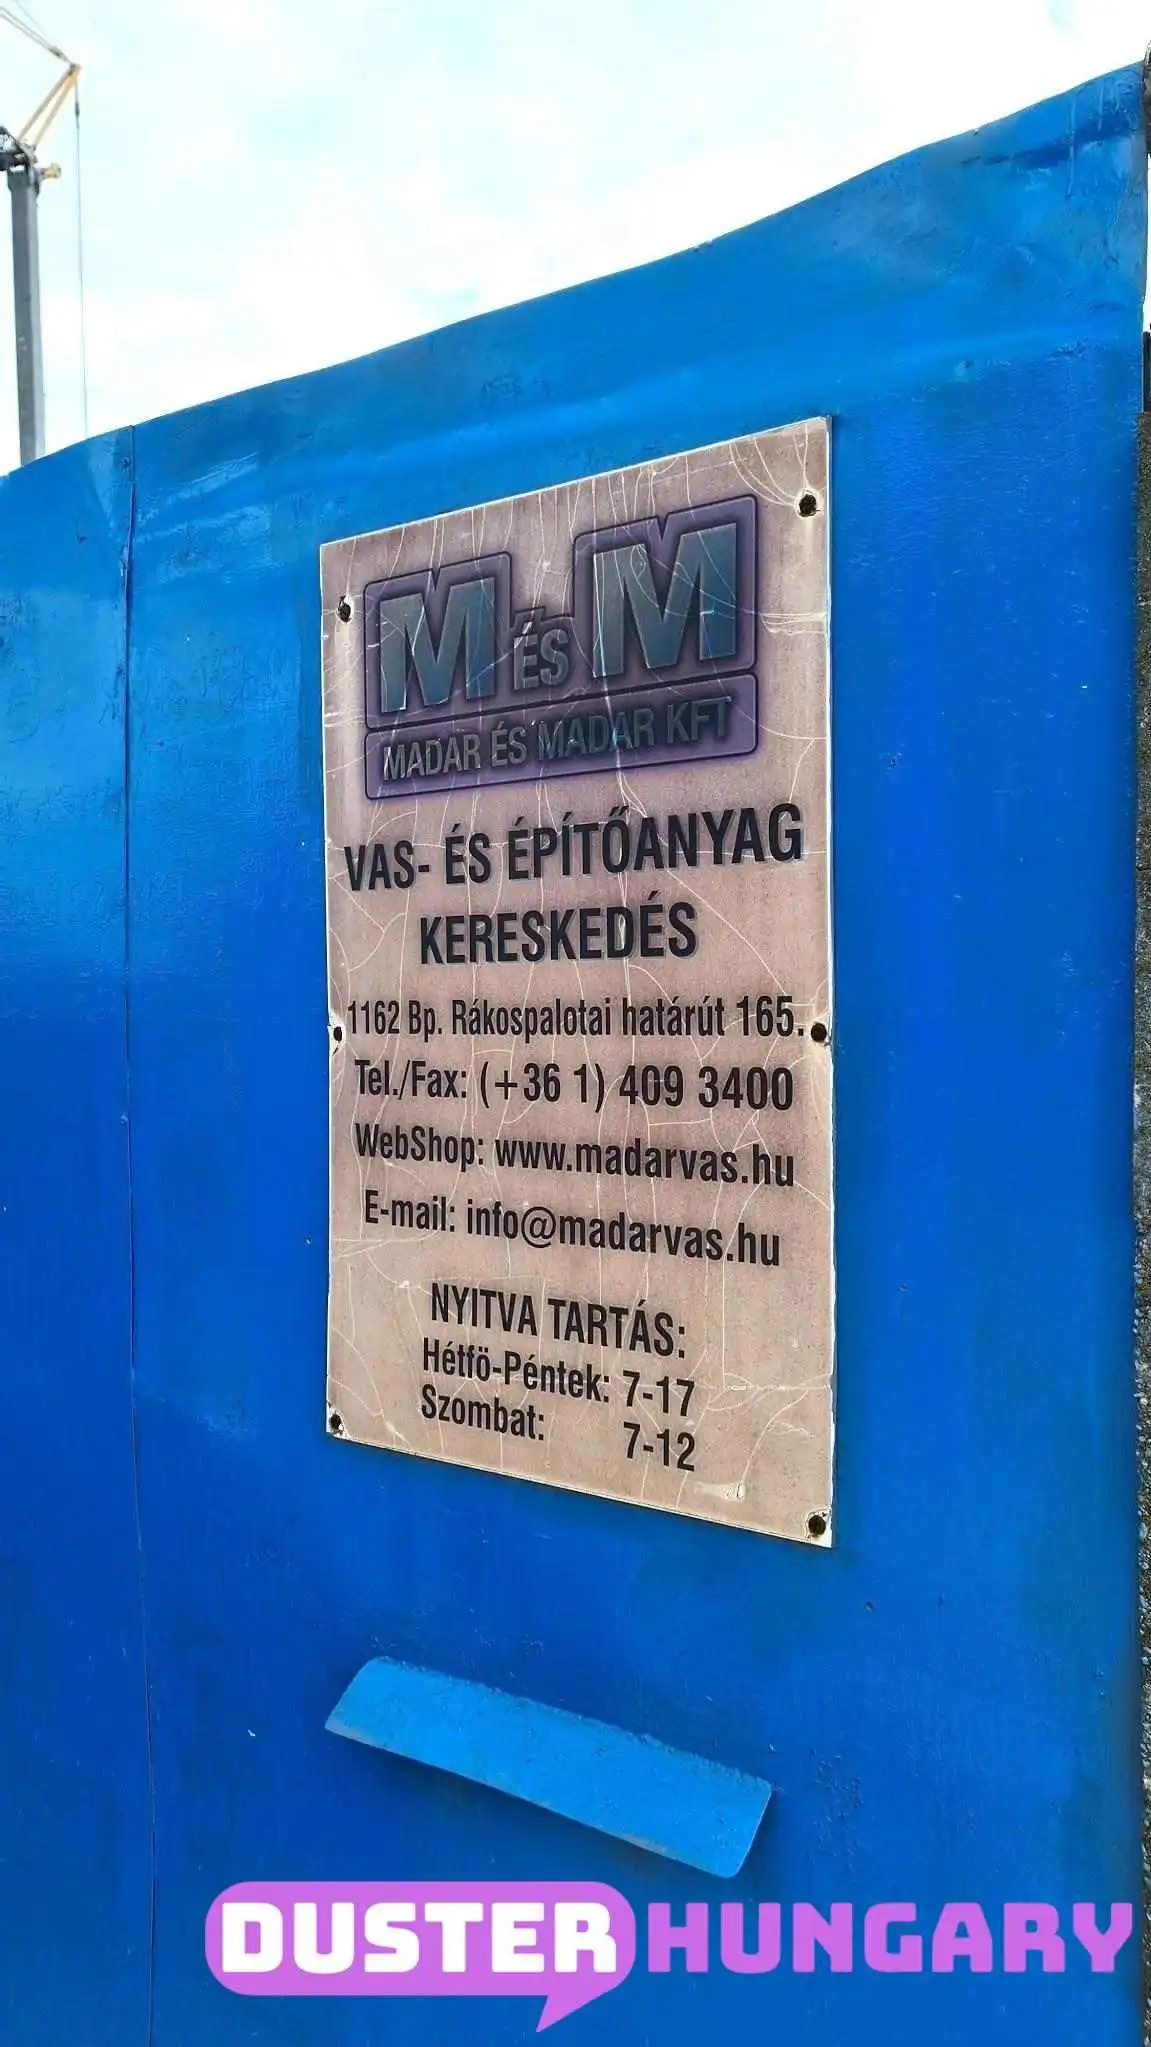 M ÉS M
MADAR ÉS MADAR KFT
VAS- ÉS ÉPÍTŐANYAG
KERESKEDÉS
1162 Bp. Rákospalotai határút 165.
Tel./Fax: (+36 1) 409 3400
WebShop: www.madarvas.hu
E-mail: info@madarvas.hu
NYITVA TARTÁS:
Hétfö-Péntek: 7-17
Szombat: 7-12
DUSTER HUNGARY